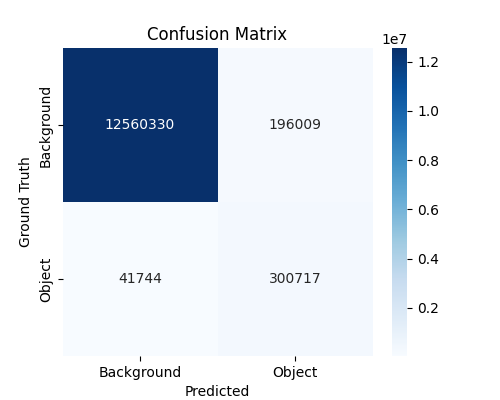 Confusion Matrix
1e7
Ground Truth
Background
Object
12560330
196009
41744
300717
1.2
1.0
0.8
0.6
0.4
0.2
Background
Object
Predicted